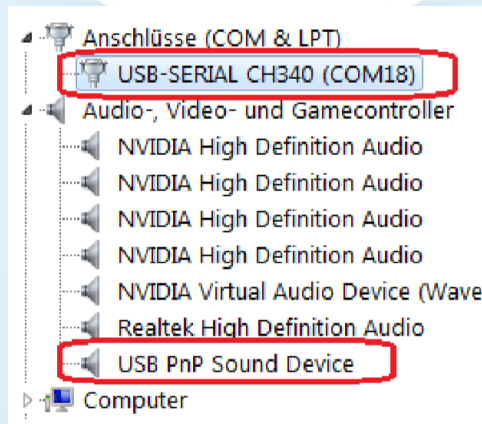 Anschlüsse (COM & LPT)
USB-SERIAL CH340 (COM18)
Audio-, Video- und Gamecontroller
NVIDIA High Definition Audio
NVIDIA High Definition Audio
NVIDIA High Definition Audio
NVIDIA High Definition Audio
NVIDIA Virtual Audio Device (Wave
Realtek High Definition Audio
USB PnP Sound Device
Computer